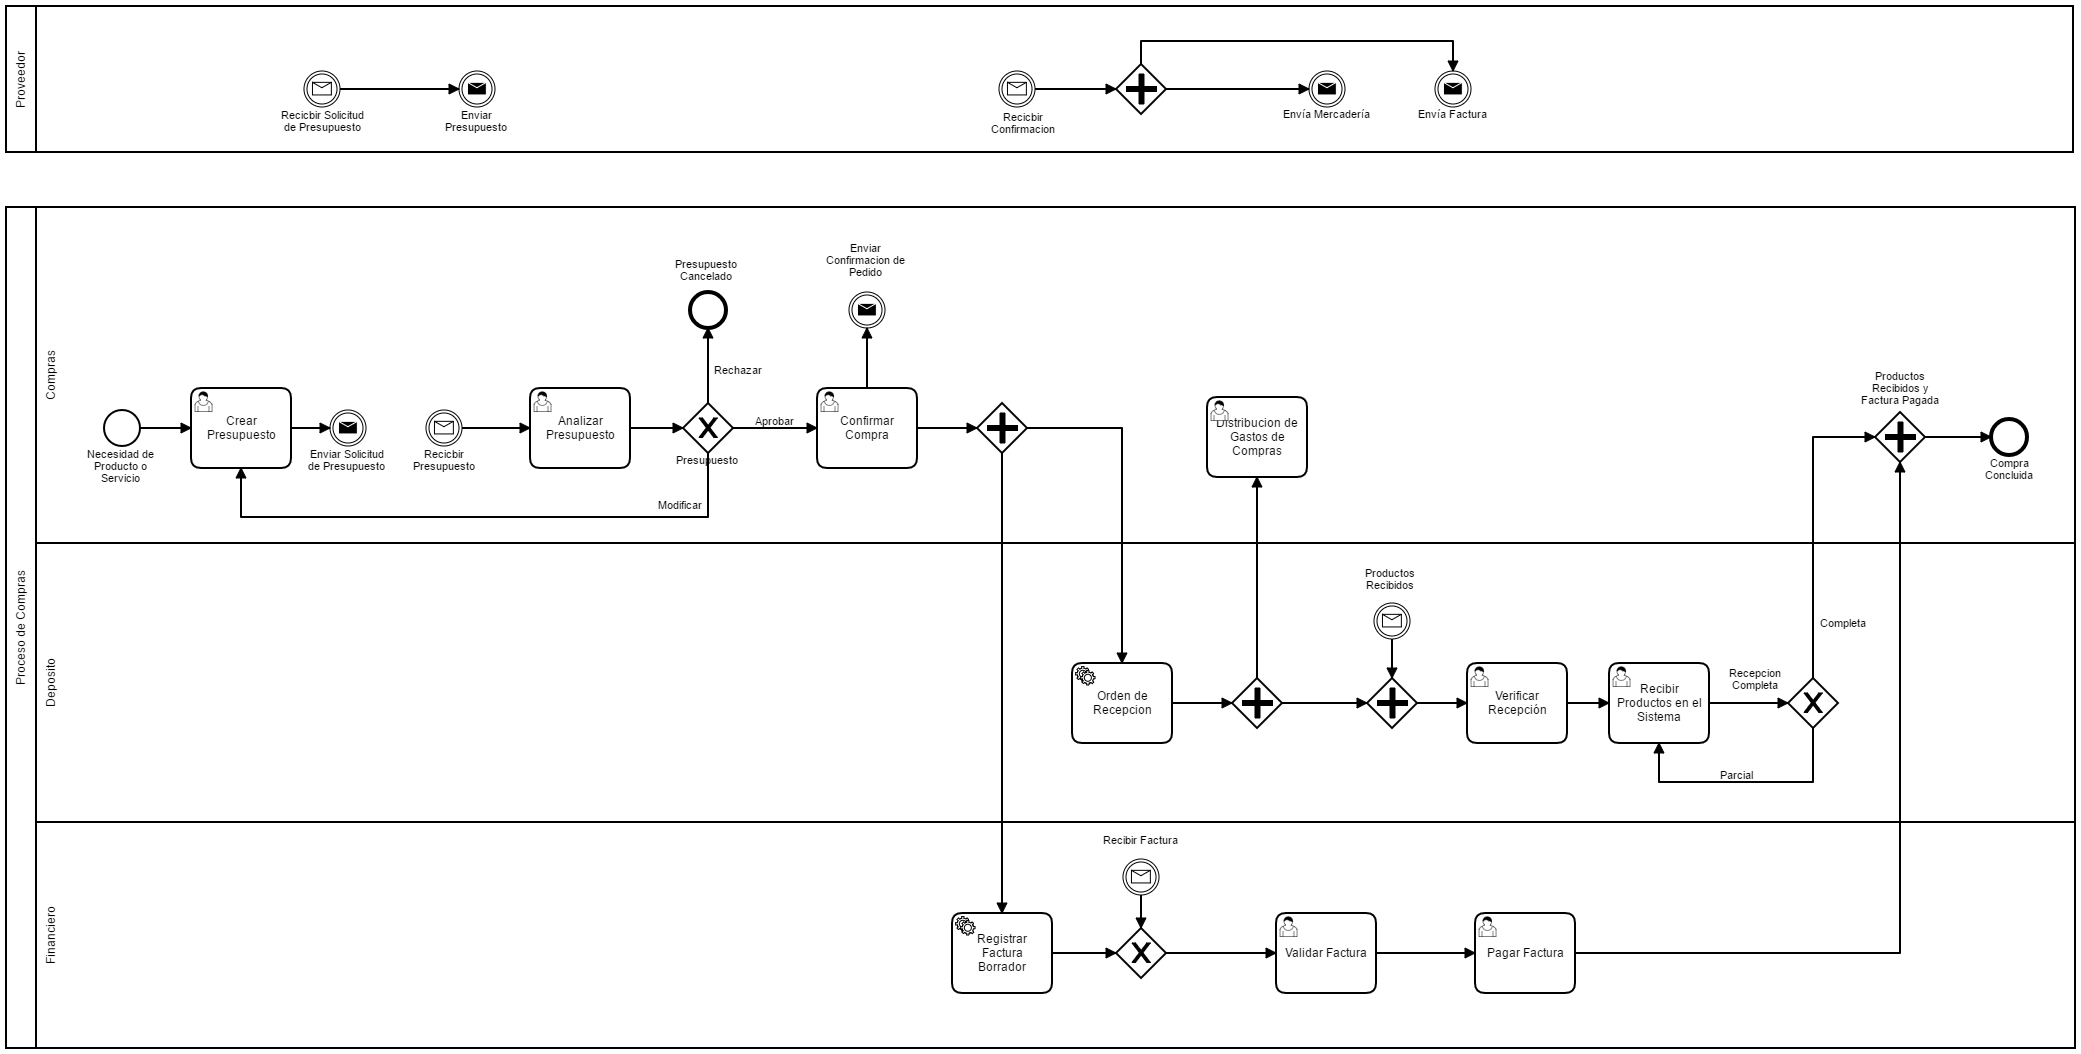 Proveedor
Recicbir Solicitud
de Presupuesto
Enviar
Presupuesto
Recicbir
Confirmacion
Envía Mercadería
Envía Factura
Proceso de Compras
Compras
Necesidad de
Producto o
Servicio
Crear
Presupuesto
Enviar Solicitud
de Presupuesto
Recicbir
Presupuesto
Analizar
Presupuesto
Presupuesto
Cancelado
Rechazar
Aprobar
Presupuesto
Modificar
Enviar
Confirmacion de
Pedido
Confirmar
Compra
Distribucion de
Gastos de
Compras
Productos
Recibidos y
Factura Pagada
Compra
Concluida
Deposito
Orden de
Recepcion
Productos
Recibidos
Verificar
Recepción
Recibir
Productos en el
Sistema
Recepcion
Completa
Completa
Parcial
Financiero
Registrar
Factura
Borrador
Recibir Factura
Validar Factura
Pagar Factura